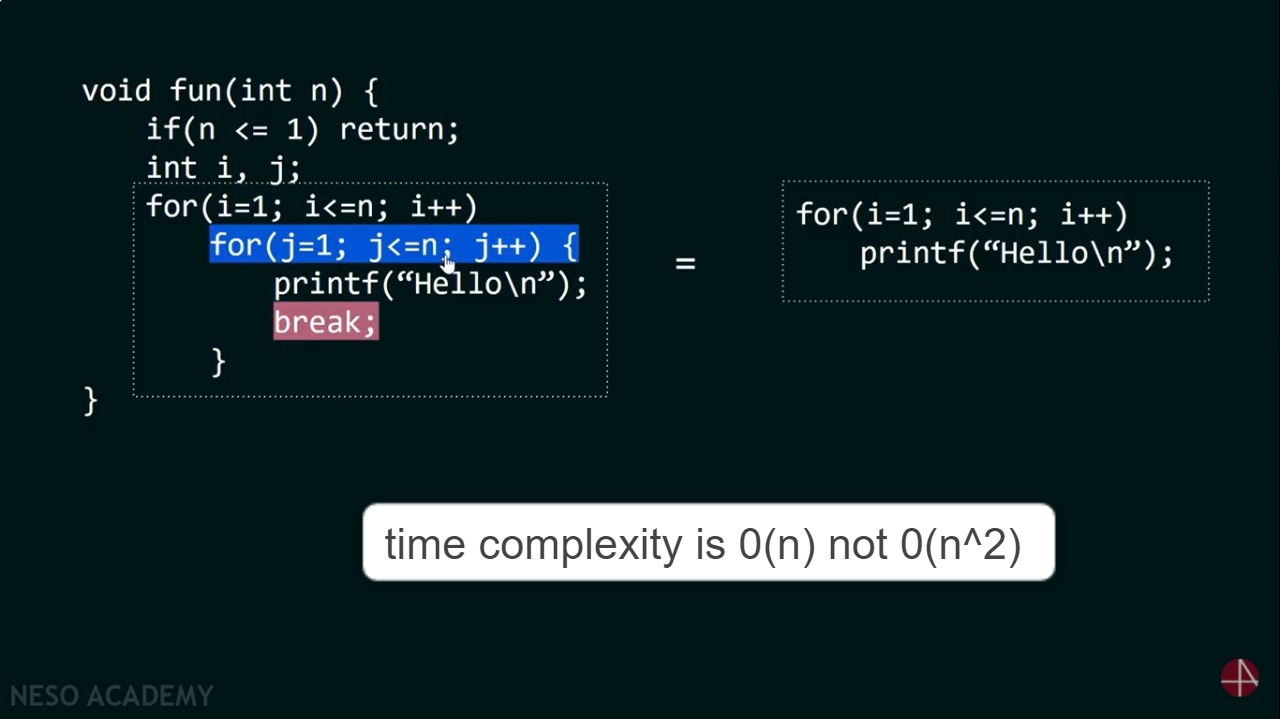 void fun(int n) {
if(n <= 1) return;
int i, j;
for(i=1; i<=n; i++)
for(j=1; j<=n; j++) {
printf(“Hello\n”);
break;
}
}
=
for(i=1; i<=n; i++)
printf(“Hello\n”);
time complexity is 0(n) not 0(n^2)
NESO ACADEMY